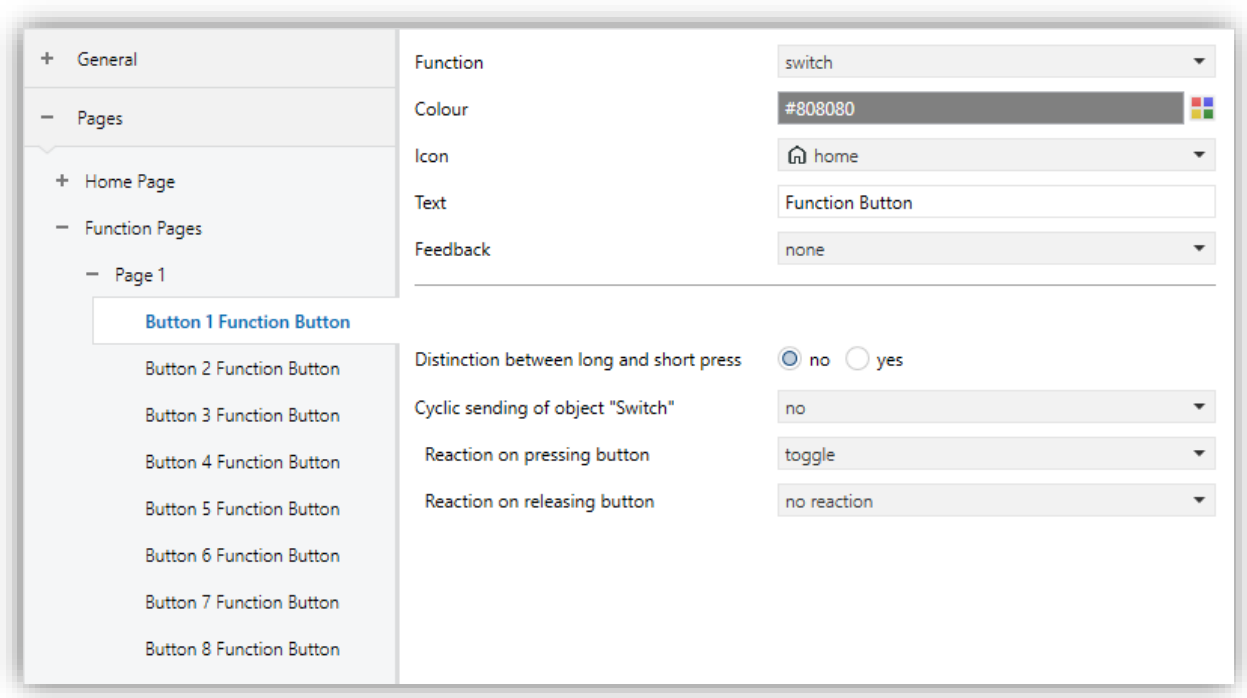 General
Pages
Home Page
Function Pages
Page 1
Button 1 Function Button
Button 2 Function Button
Button 3 Function Button
Button 4 Function Button
Button 5 Function Button
Button 6 Function Button
Button 7 Function Button
Button 8 Function Button
Function switch
Colour #808080
Icon home
Text Function Button
Feedback none
Distinction between long and short press no yes
Cyclic sending of object "Switch" no
Reaction on pressing button toggle
Reaction on releasing button no reaction